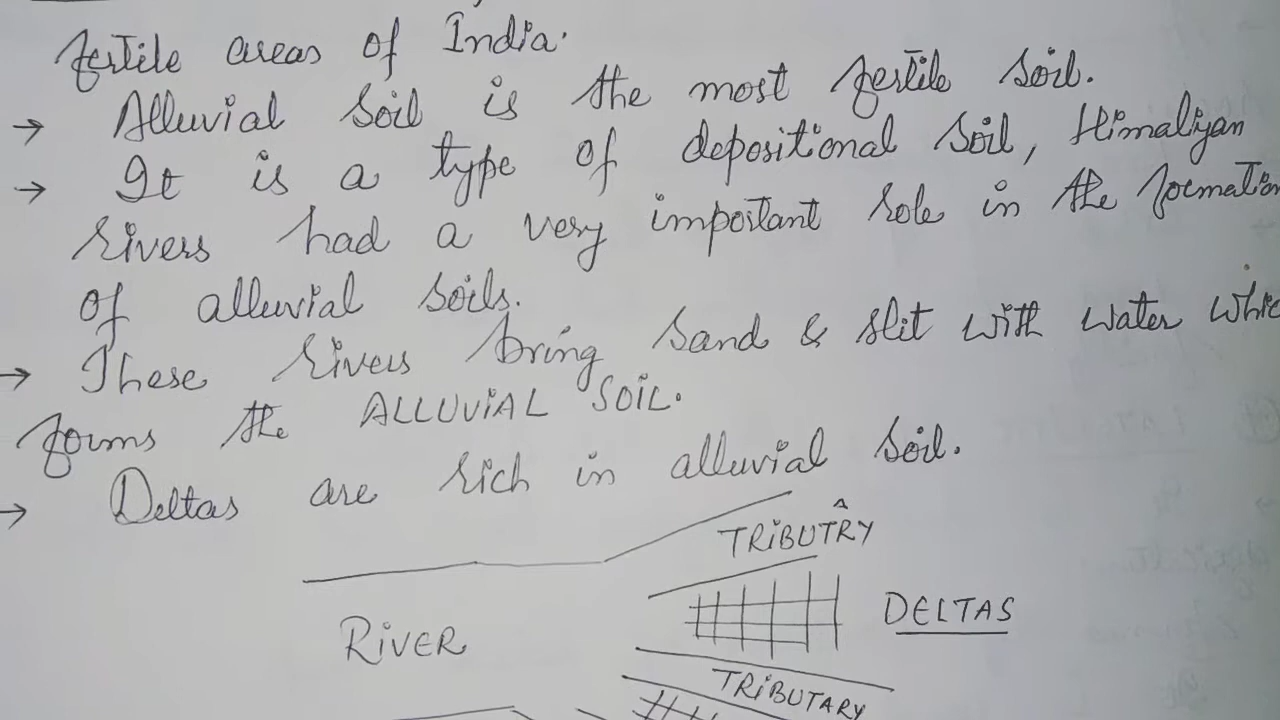 fertile areas of India.
→ Alluvial soil is the most fertile soil.
→ It is a type of depositional soil, Himaliyan
rivers had a very important role in the formation
of alluvial soils.
→ These rivers bring sand & slit with water whic
forms the ALLUVIAL SOIL.
→ Deltas are rich in alluvial soil.
TRIBUTRY
A
DELTAS
RIVER
TRIBUTARY